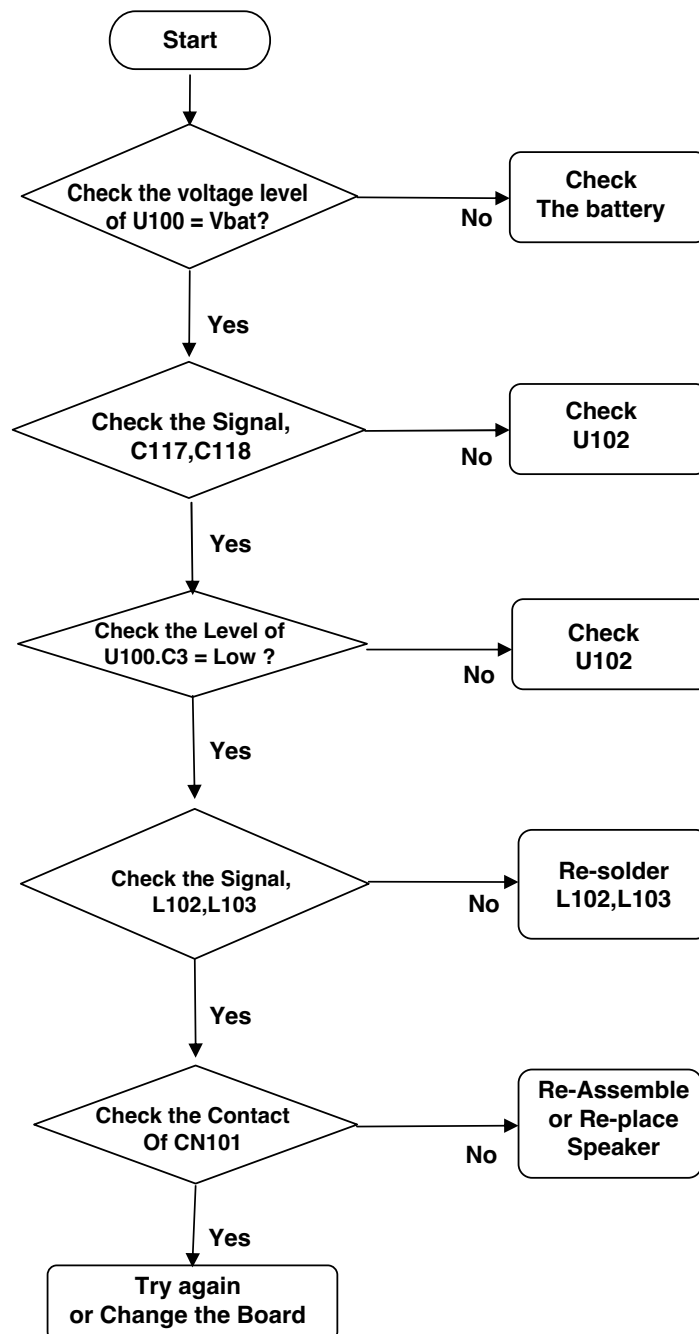 Start
Check the voltage level
of U100 = Vbat?
No
Check
The battery
Yes
Check the Signal,
C117,C118
No
Check
U102
Yes
Check the Level of
U100.C3 = Low ?
No
Check
U102
Yes
Check the Signal,
L102,L103
No
Re-solder
L102,L103
Yes
Check the Contact
Of CN101
No
Re-Assemble
or Re-place
Speaker
Yes
Try again
or Change the Board